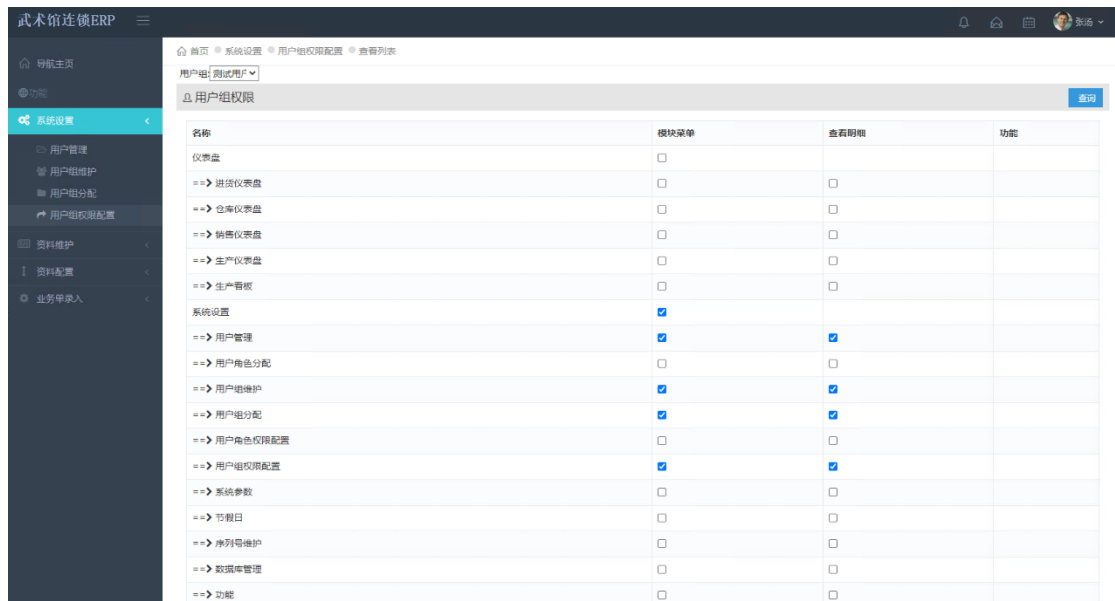 武术馆连锁ERP
张汤
导航主页
功能
系统设置
用户管理
用户组维护
用户组分配
用户组权限配置
资料维护
资料配置
业务单录入
首页 系统设置 用户组权限配置 查看列表
用户组: 测试用户
用户组权限 查询
名称 模块菜单 查看明细 功能
仪表盘
==> 进货仪表盘
==> 仓库仪表盘
==> 销售仪表盘
==> 生产仪表盘
==> 生产看板
系统设置
==> 用户管理
==> 用户角色分配
==> 用户组维护
==> 用户组分配
==> 用户角色权限配置
==> 用户组权限配置
==> 系统参数
==> 节假日
==> 序列号维护
==> 数据库管理
==> 功能